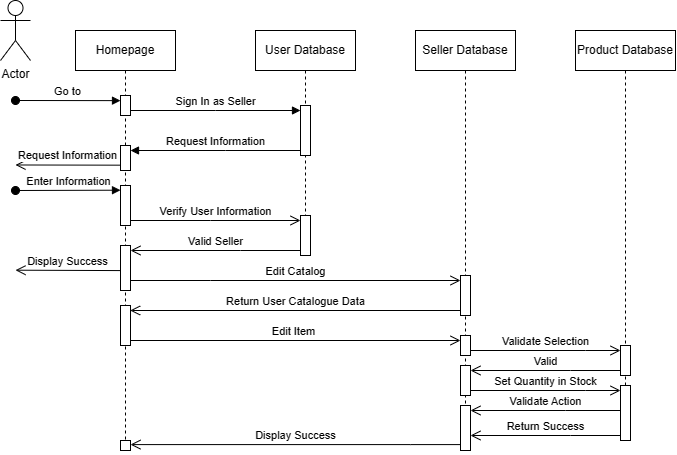 Homepage
User Database
Seller Database
Product Database
Actor
Go to
Sign In as Seller
Request Information
Request Information
Enter Information
Verify User Information
Valid Seller
Display Success
Edit Catalog
Return User Catalogue Data
Edit Item
Validate Selection
Valid
Set Quantity in Stock
Validate Action
Return Success
Display Success